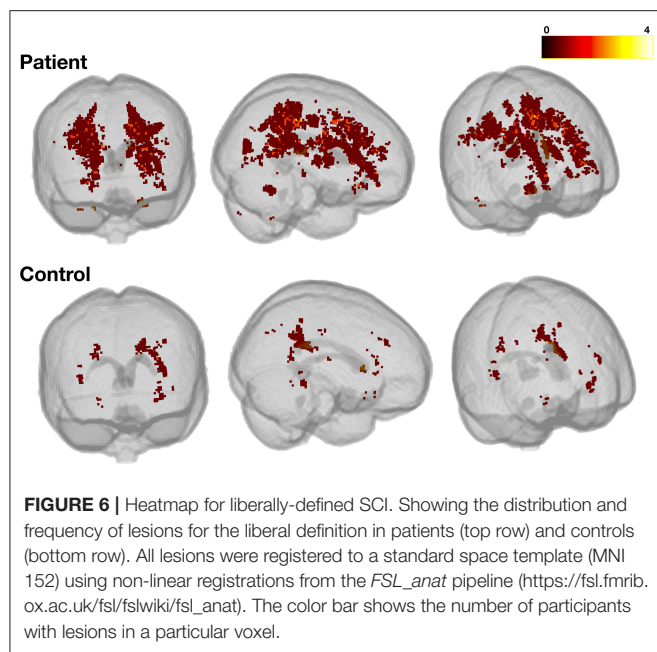 0 4
Patient
Control
FIGURE 6 | Heatmap for liberally-defined SCI. Showing the distribution and
frequency of lesions for the liberal definition in patients (top row) and controls
(bottom row). All lesions were registered to a standard space template (MNI
152) using non-linear registrations from the FSL_anat pipeline (https://fsl.fmrib.
ox.ac.uk/fsl/fslwiki/fsl_anat). The color bar shows the number of participants
with lesions in a particular voxel.